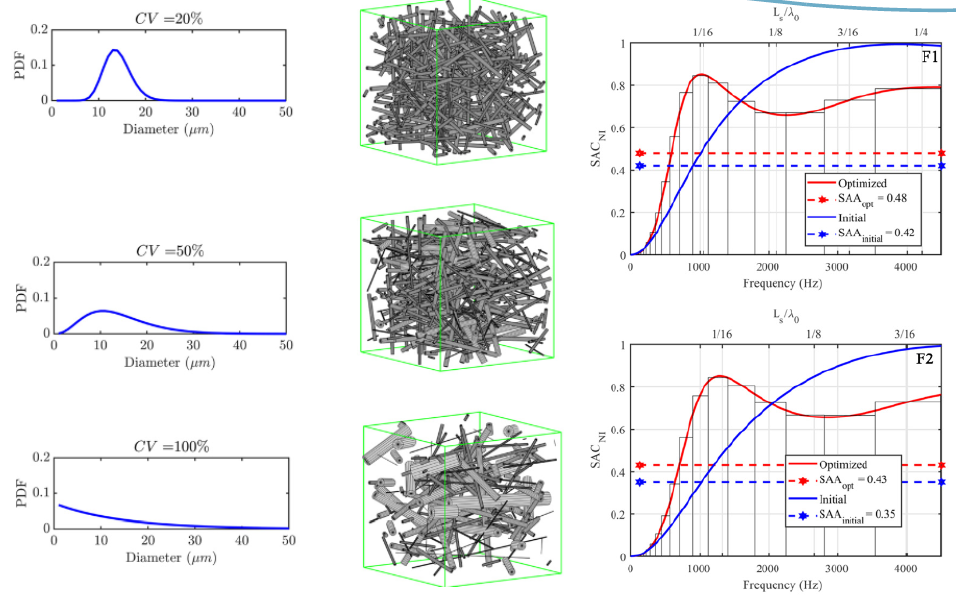 CV =20%
PDF
0.2
0.1
0
0 10 20 30 40 50
Diameter (μm)
CV =50%
PDF
0.2
0.1
0
0 10 20 30 40 50
Diameter (μm)
CV =100%
PDF
0.2
0.1
0
0 10 20 30 40 50
Diameter (μm)
Ls/λ0
1/16 1/8 3/16 1/4
F1
SACNI
1
0.8
0.6
0.4
0.2
0
Optimized
SAAopt = 0.48
Initial
SAAinitial = 0.42
0 1000 2000 3000 4000
Frequency (Hz)
Ls/λ0
1/16 1/8 3/16
F2
SACNI
1
0.8
0.6
0.4
0.2
0
Optimized
SAAopt = 0.43
Initial
SAAinitial = 0.35
0 1000 2000 3000 4000
Frequency (Hz)